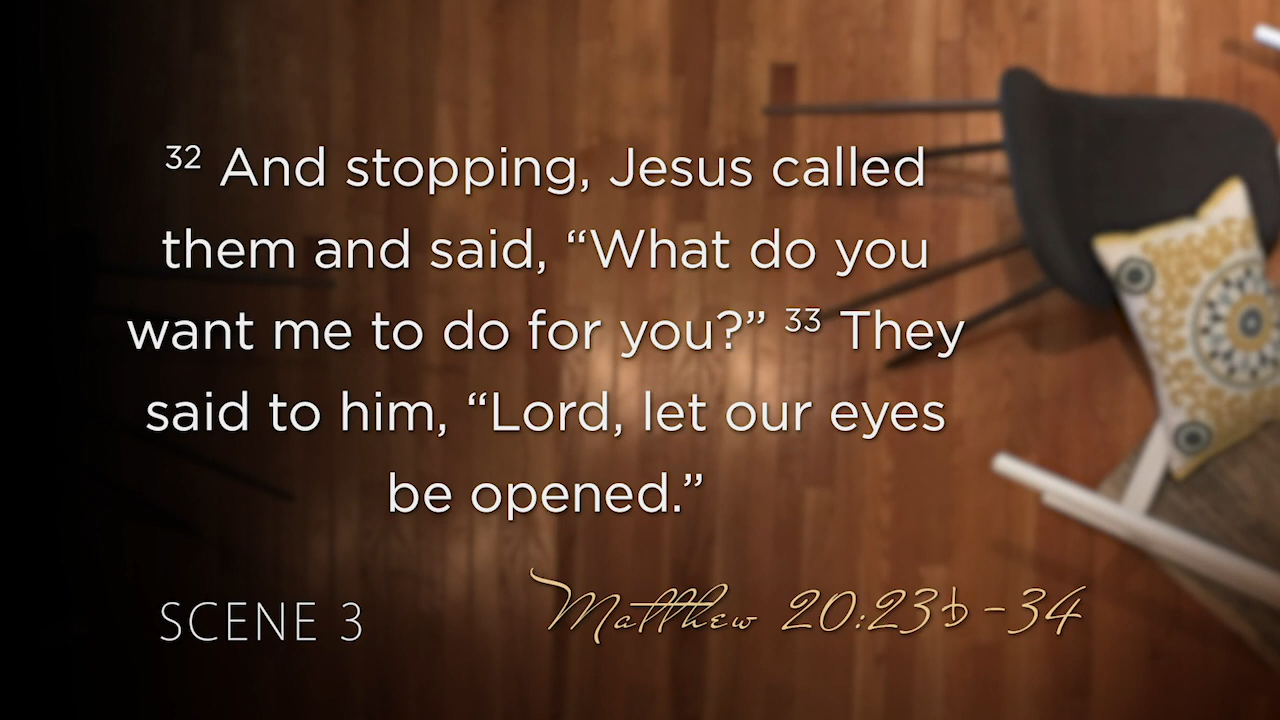 32 And stopping, Jesus called
them and said, “What do you
want me to do for you?” 33 They
said to him, “Lord, let our eyes
be opened.”
SCENE 3
Matthew 20:23b-34